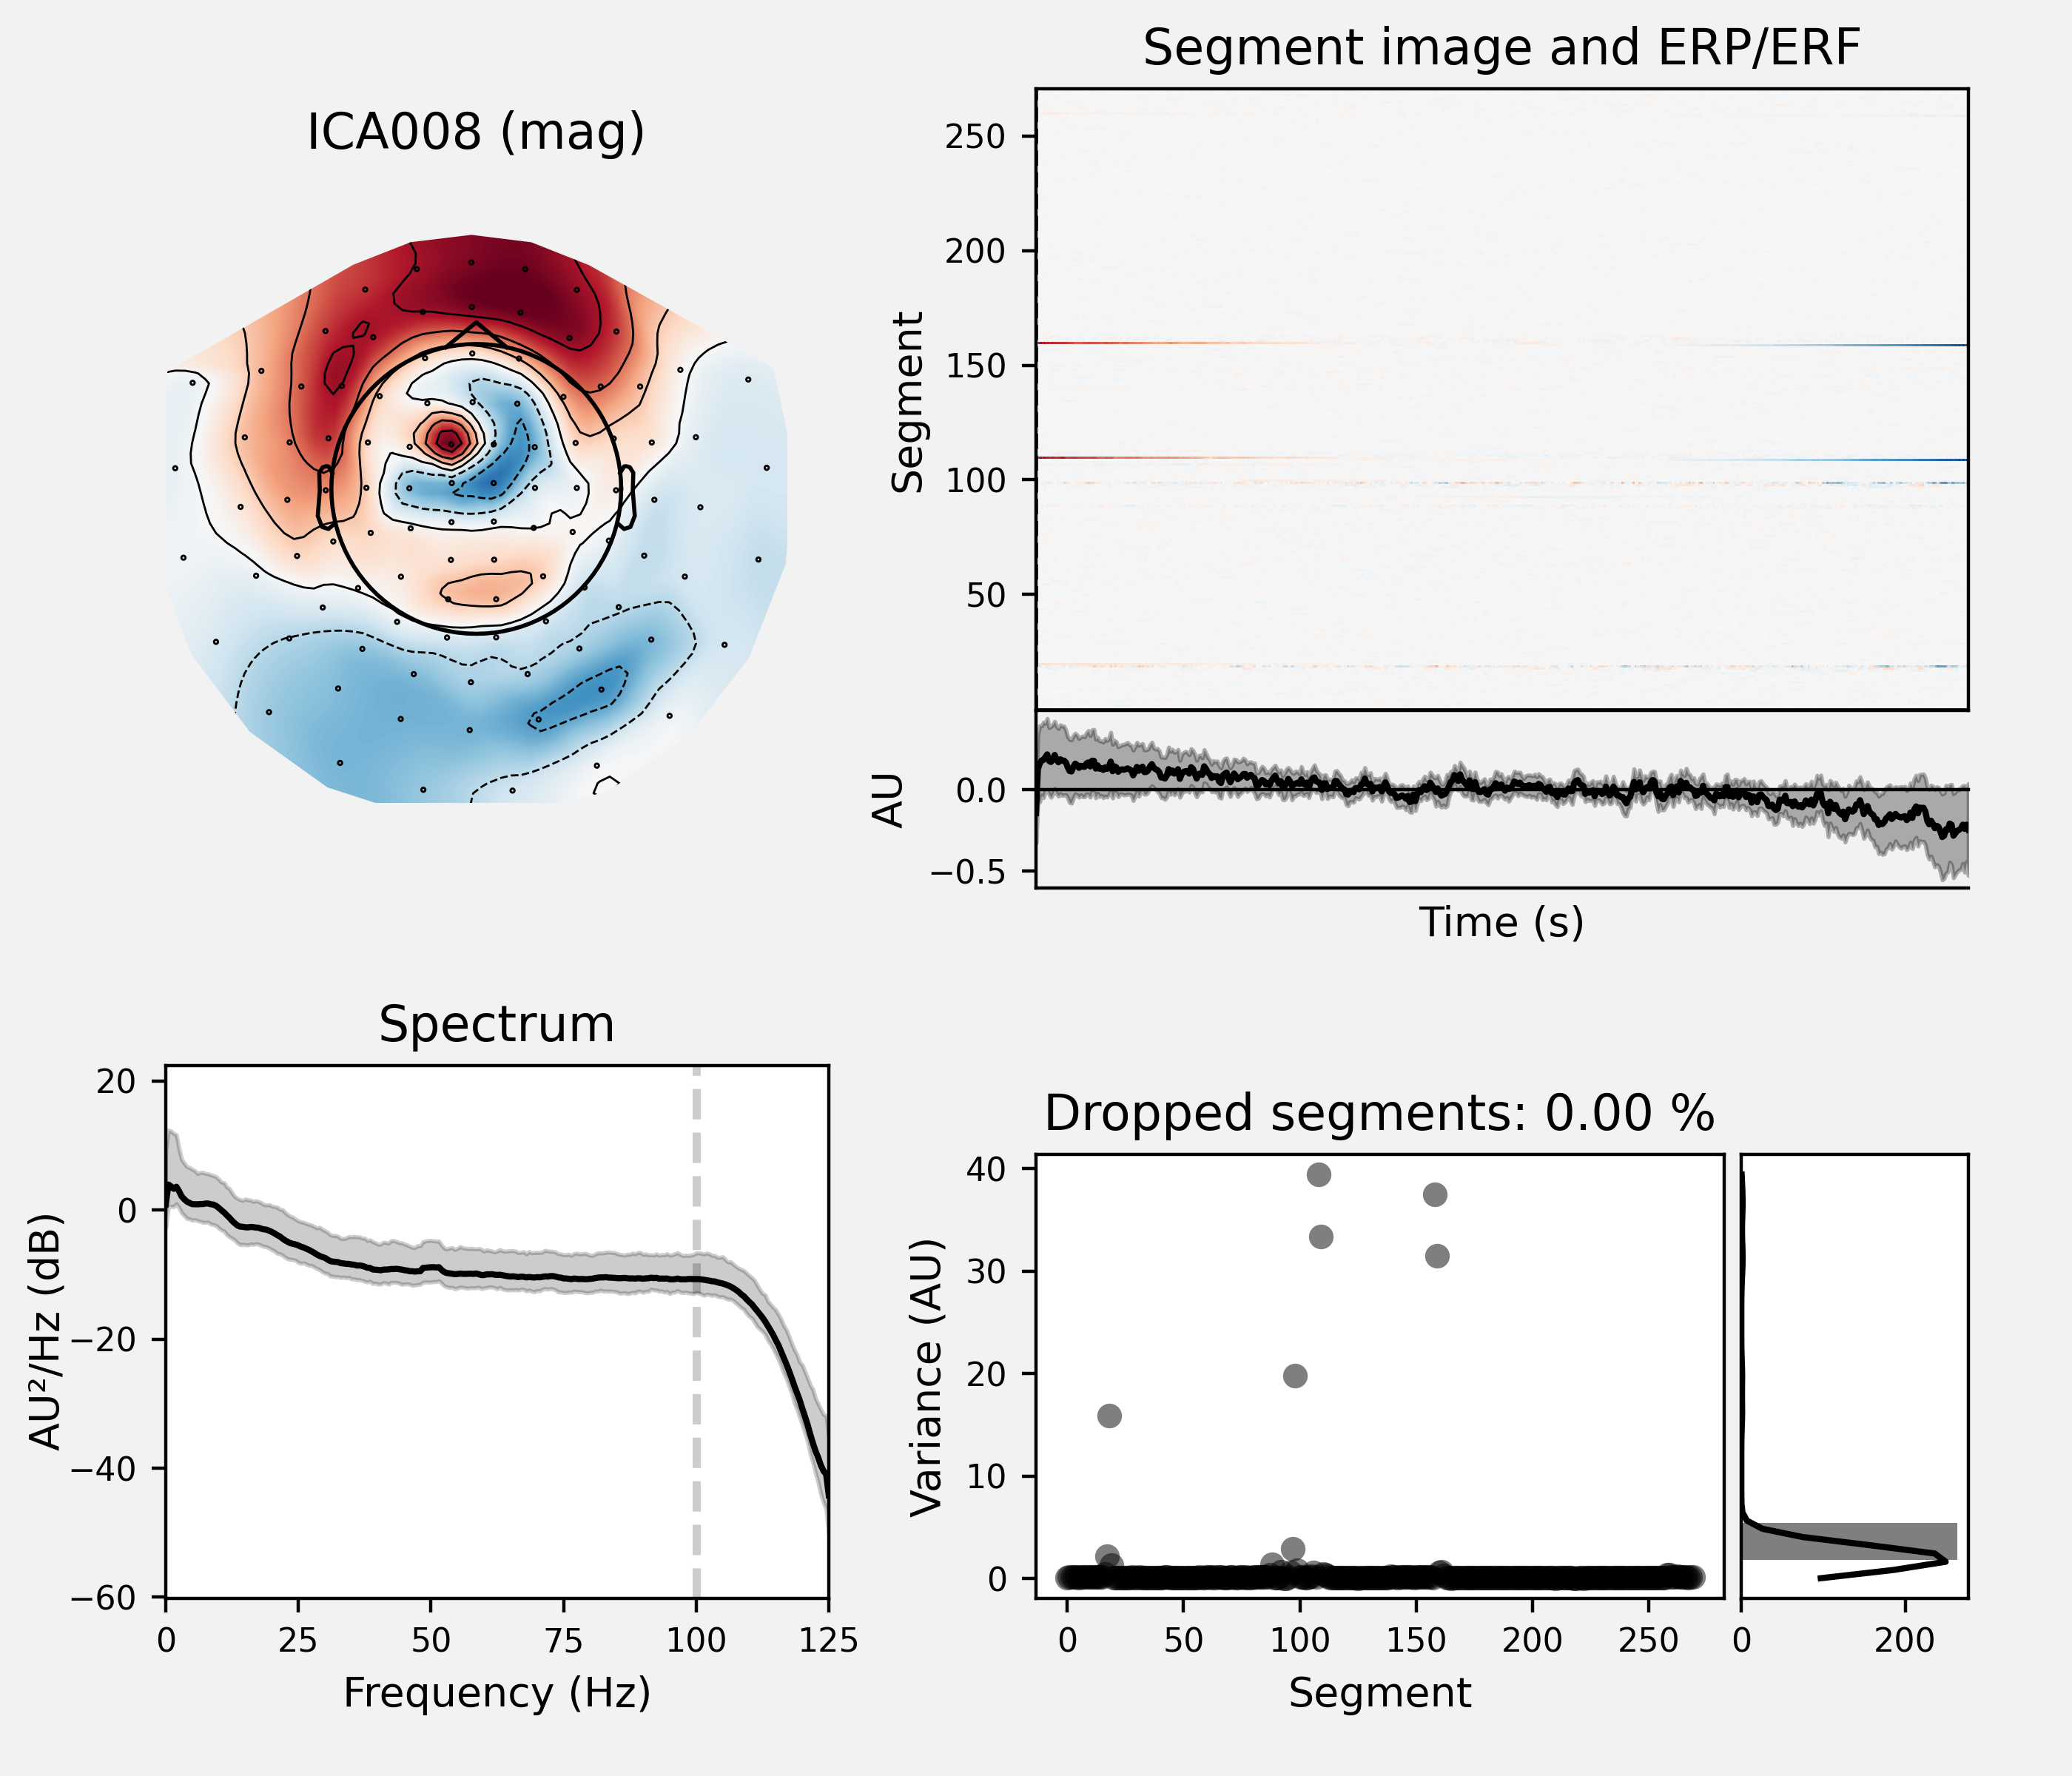 ICA008 (mag)
Segment image and ERP/ERF
Segment
250
200
150
100
50
AU
0.0
−0.5
Time (s)
Spectrum
AU²/Hz (dB)
20
0
−20
−40
−60
0 25 50 75 100 125
Frequency (Hz)
Dropped segments: 0.00 %
Variance (AU)
40
30
20
10
0
0 50 100 150 200 250
Segment
0 200